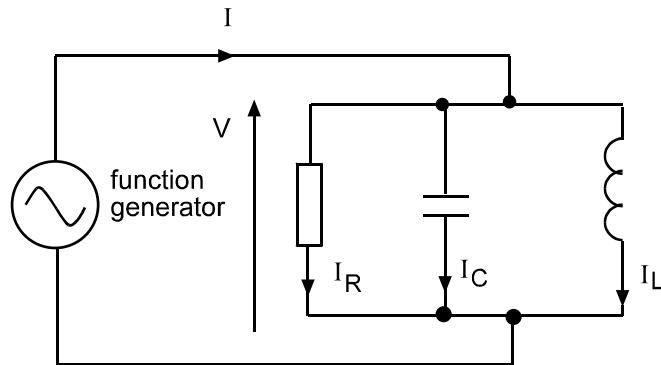 I
V
function
generator
I_R
I_C
I_L